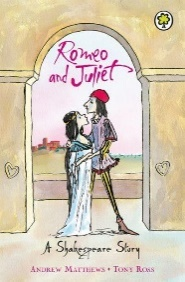 Romeo
and Juliet
A Shakespeare Story
ANDREW MATTHEWS • TONY ROSS